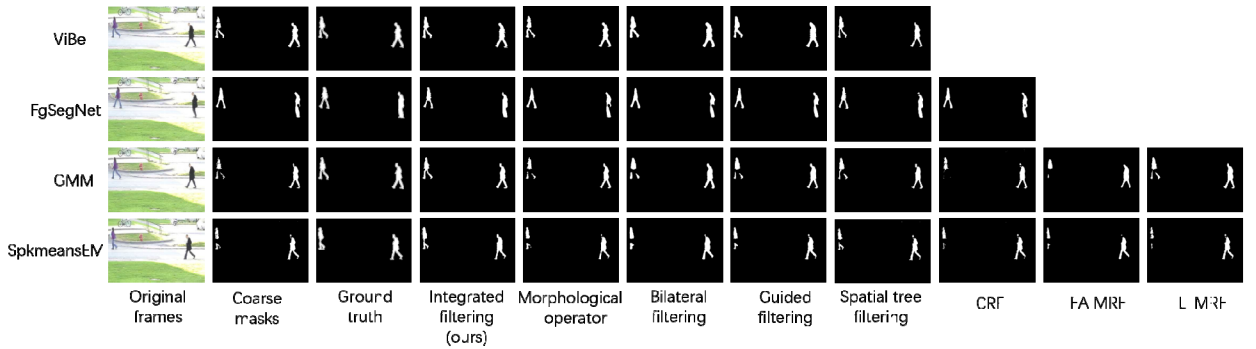 ViBe
FgSegNet
GMM
SpkmeansEM
Original frames
Coarse masks
Ground truth
Integrated filtering (ours)
Morphological operator
Bilateral filtering
Guided filtering
Spatial tree filtering
CRF
FA MRF
MRF